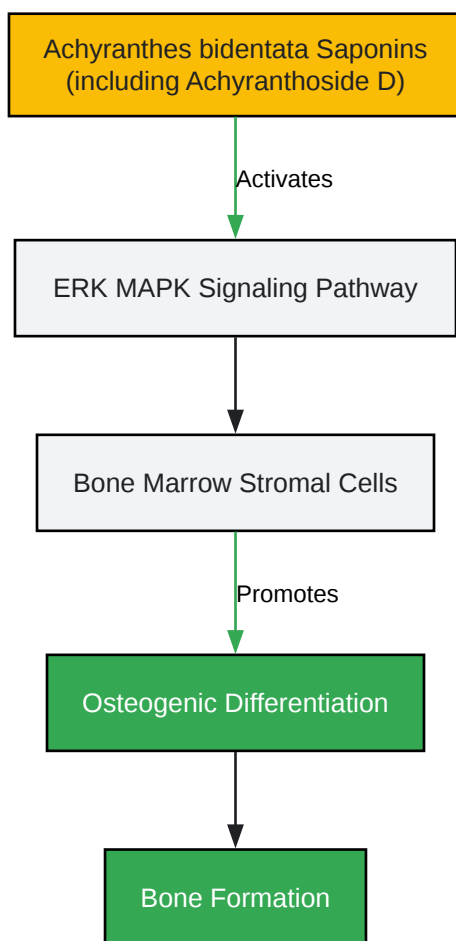 Achyranthes bidentata Saponins
(including Achyranthoside D)
Activates
ERK MAPK Signaling Pathway
Bone Marrow Stromal Cells
Promotes
Osteogenic Differentiation
Bone Formation